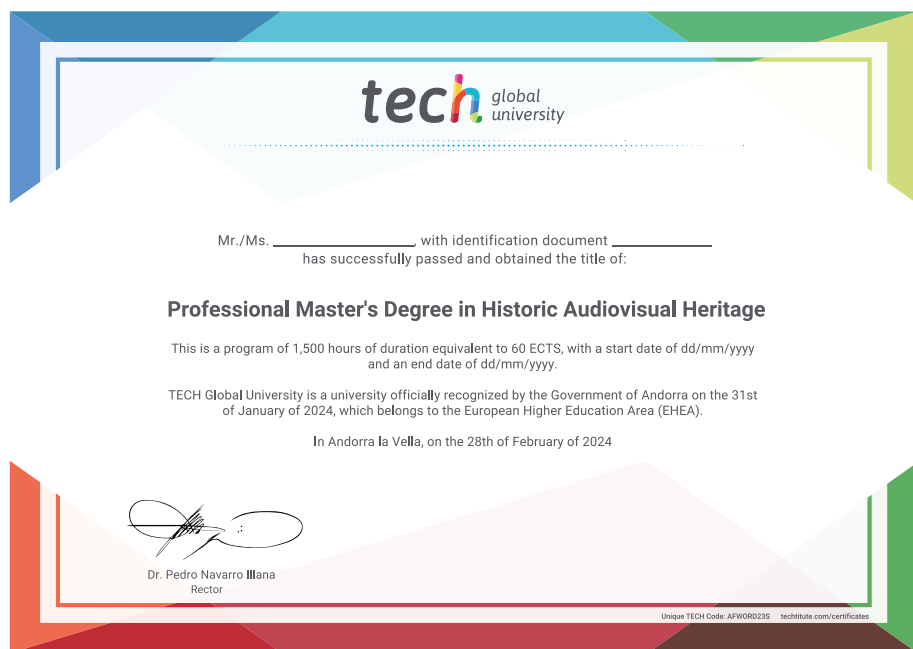 tech global
university
Mr./Ms. ____________, with identification document ____________
has successfully passed and obtained the title of:
Professional Master's Degree in Historic Audiovisual Heritage
This is a program of 1,500 hours of duration equivalent to 60 ECTS, with a start date of dd/mm/yyyy
and an end date of dd/mm/yyyy.
TECH Global University is a university officially recognized by the Government of Andorra on the 31st
of January of 2024, which belongs to the European Higher Education Area (EHEA).
In Andorra la Vella, on the 28th of February of 2024
Dr. Pedro Navarro Illana
Rector
Unique TECH Code: AFWORD23S techtitute.com/certificates